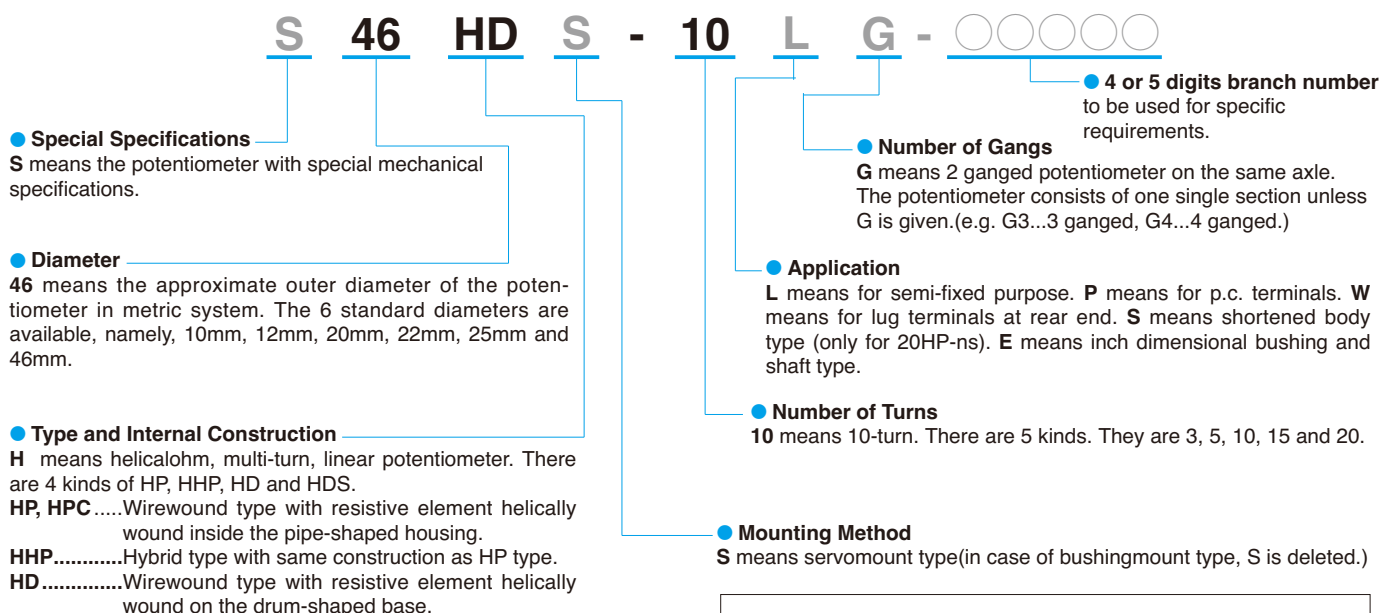 S 46 HD S - 10 L G - ○○○○○
● 4 or 5 digits branch number
to be used for specific
requirements.
● Special Specifications
S means the potentiometer with special mechanical
specifications.
● Number of Gangs
G means 2 ganged potentiometer on the same axle.
The potentiometer consists of one single section unless
G is given.(e.g. G3...3 ganged, G4...4 ganged.)
● Diameter
46 means the approximate outer diameter of the poten-
tiometer in metric system. The 6 standard diameters are
available, namely, 10mm, 12mm, 20mm, 22mm, 25mm and
46mm.
● Application
L means for semi-fixed purpose. P means for p.c. terminals. W
means for lug terminals at rear end. S means shortened body
type (only for 20HP-ns). E means inch dimensional bushing and
shaft type.
● Number of Turns
10 means 10-turn. There are 5 kinds. They are 3, 5, 10, 15 and 20.
● Type and Internal Construction
H means helicalohm, multi-turn, linear potentiometer. There
are 4 kinds of HP, HHP, HD and HDS.
HP, HPC.....Wirewound type with resistive element helically
wound inside the pipe-shaped housing.
HHP............Hybrid type with same construction as HP type.
HD..............Wirewound type with resistive element helically
wound on the drum-shaped base.
● Mounting Method
S means servomount type(in case of bushingmount type, S is deleted.)